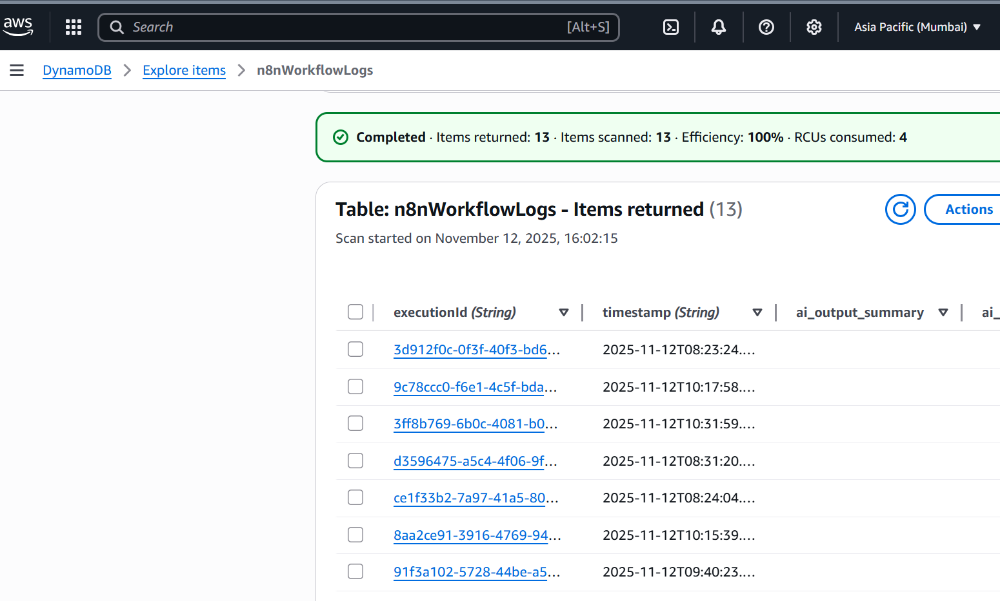 aws
Search [Alt+S] Asia Pacific (Mumbai)
DynamoDB Explore items n8nWorkflowLogs
Completed · Items returned: 13 · Items scanned: 13 · Efficiency: 100% · RCUs consumed: 4
Table: n8nWorkflowLogs - Items returned (13) Actions
Scan started on November 12, 2025, 16:02:15
executionId (String) timestamp (String) ai_output_summary ai_
3d912f0c-0f3f-40f3-bd6... 2025-11-12T08:23:24....
9c78ccc0-f6e1-4c5f-bda... 2025-11-12T10:17:58....
3ff8b769-6b0c-4081-b0... 2025-11-12T10:31:59....
d3596475-a5c4-4f06-9f... 2025-11-12T08:31:20....
ce1f33b2-7a97-41a5-80... 2025-11-12T08:24:04....
8aa2ce91-3916-4769-94... 2025-11-12T10:15:39....
91f3a102-5728-44be-a5... 2025-11-12T09:40:23....